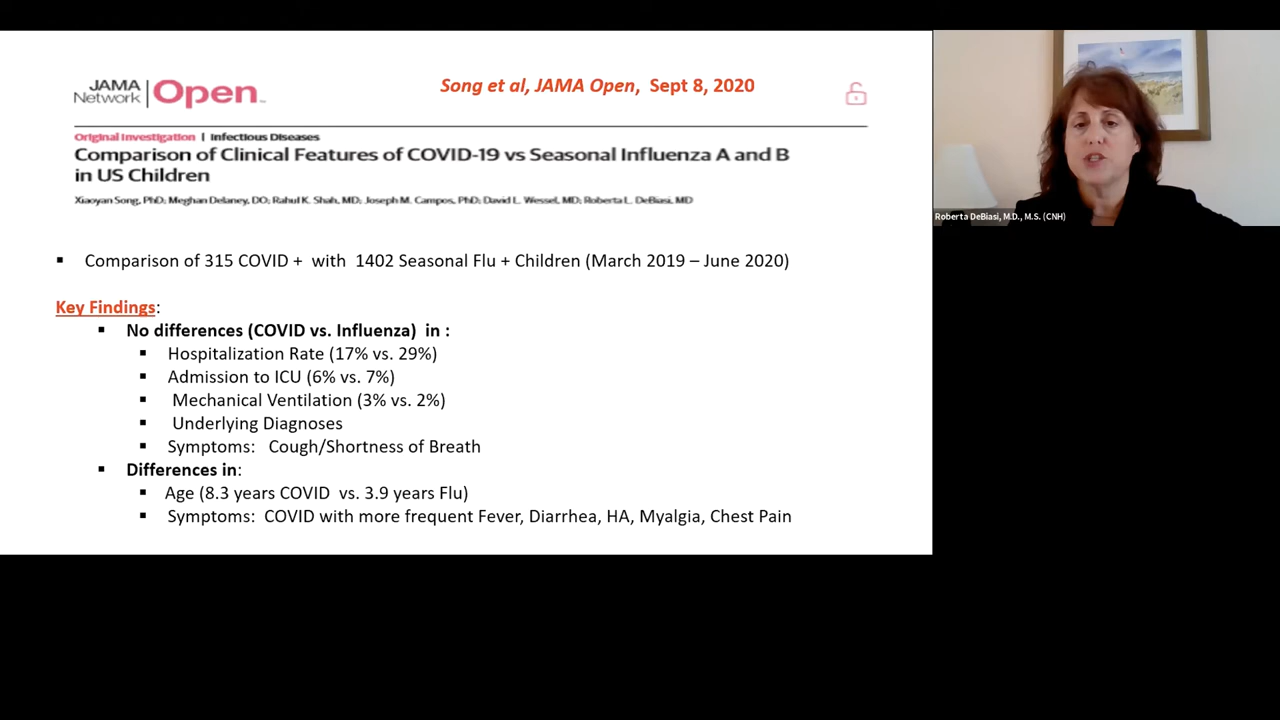 JAMA Network | Open™
Song et al, JAMA Open, Sept 8, 2020
Original Investigation | Infectious Diseases
Comparison of Clinical Features of COVID-19 vs Seasonal Influenza A and B
in US Children
Xiaoyan Song, PhD; Meghan Delaney, DO; Rahul K. Shah, MD; Joseph M. Campos, PhD; David L. Wessel, MD; Roberta L. DeBiasi, MD
▪ Comparison of 315 COVID + with 1402 Seasonal Flu + Children (March 2019 – June 2020)
Key Findings:
▪ No differences (COVID vs. Influenza) in :
▪ Hospitalization Rate (17% vs. 29%)
▪ Admission to ICU (6% vs. 7%)
▪ Mechanical Ventilation (3% vs. 2%)
▪ Underlying Diagnoses
▪ Symptoms: Cough/Shortness of Breath
▪ Differences in:
▪ Age (8.3 years COVID vs. 3.9 years Flu)
▪ Symptoms: COVID with more frequent Fever, Diarrhea, HA, Myalgia, Chest Pain
Roberta DeBiasi, M.D., M.S. (CNH)